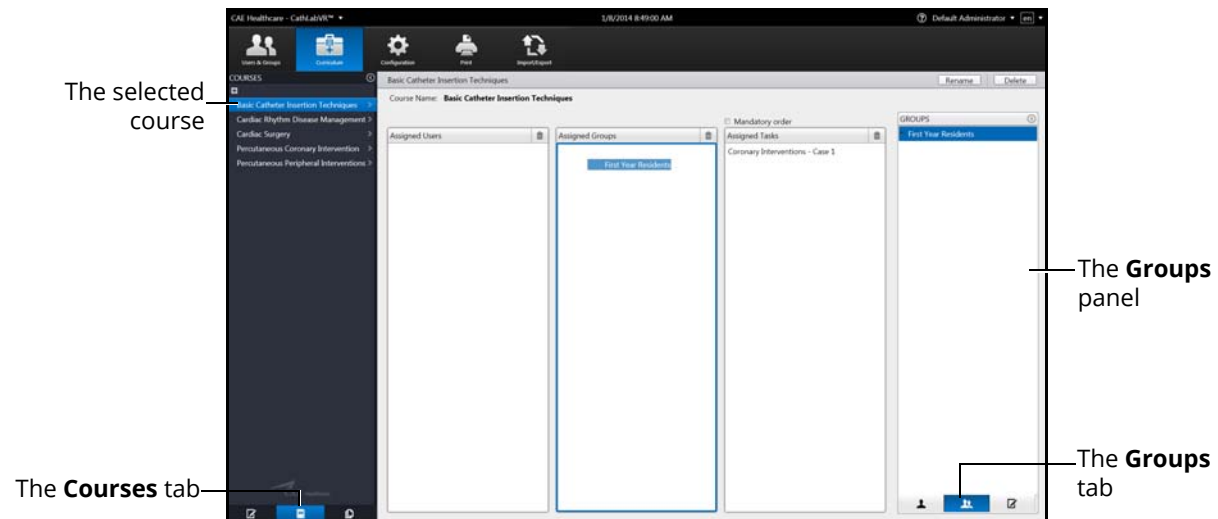 CAE Healthcare - CathLabVR™
1/8/2014 8:49:00 AM
Default Administrator
en
Users & Groups
Curriculum
Configuration
Print
Import/Export
COURSES
Basic Catheter Insertion Techniques
Rename
Delete
The selected
course
Basic Catheter Insertion Techniques
Cardiac Rhythm Disease Management
Cardiac Surgery
Percutaneous Coronary Intervention
Percutaneous Peripheral Interventions
Course Name: Basic Catheter Insertion Techniques
Mandatory order
Assigned Users
Assigned Groups
Assigned Tasks
First Year Residents
Coronary Interventions - Case 1
GROUPS
First Year Residents
The Groups
panel
The Groups
tab
The Courses tab
CAE Healthcare